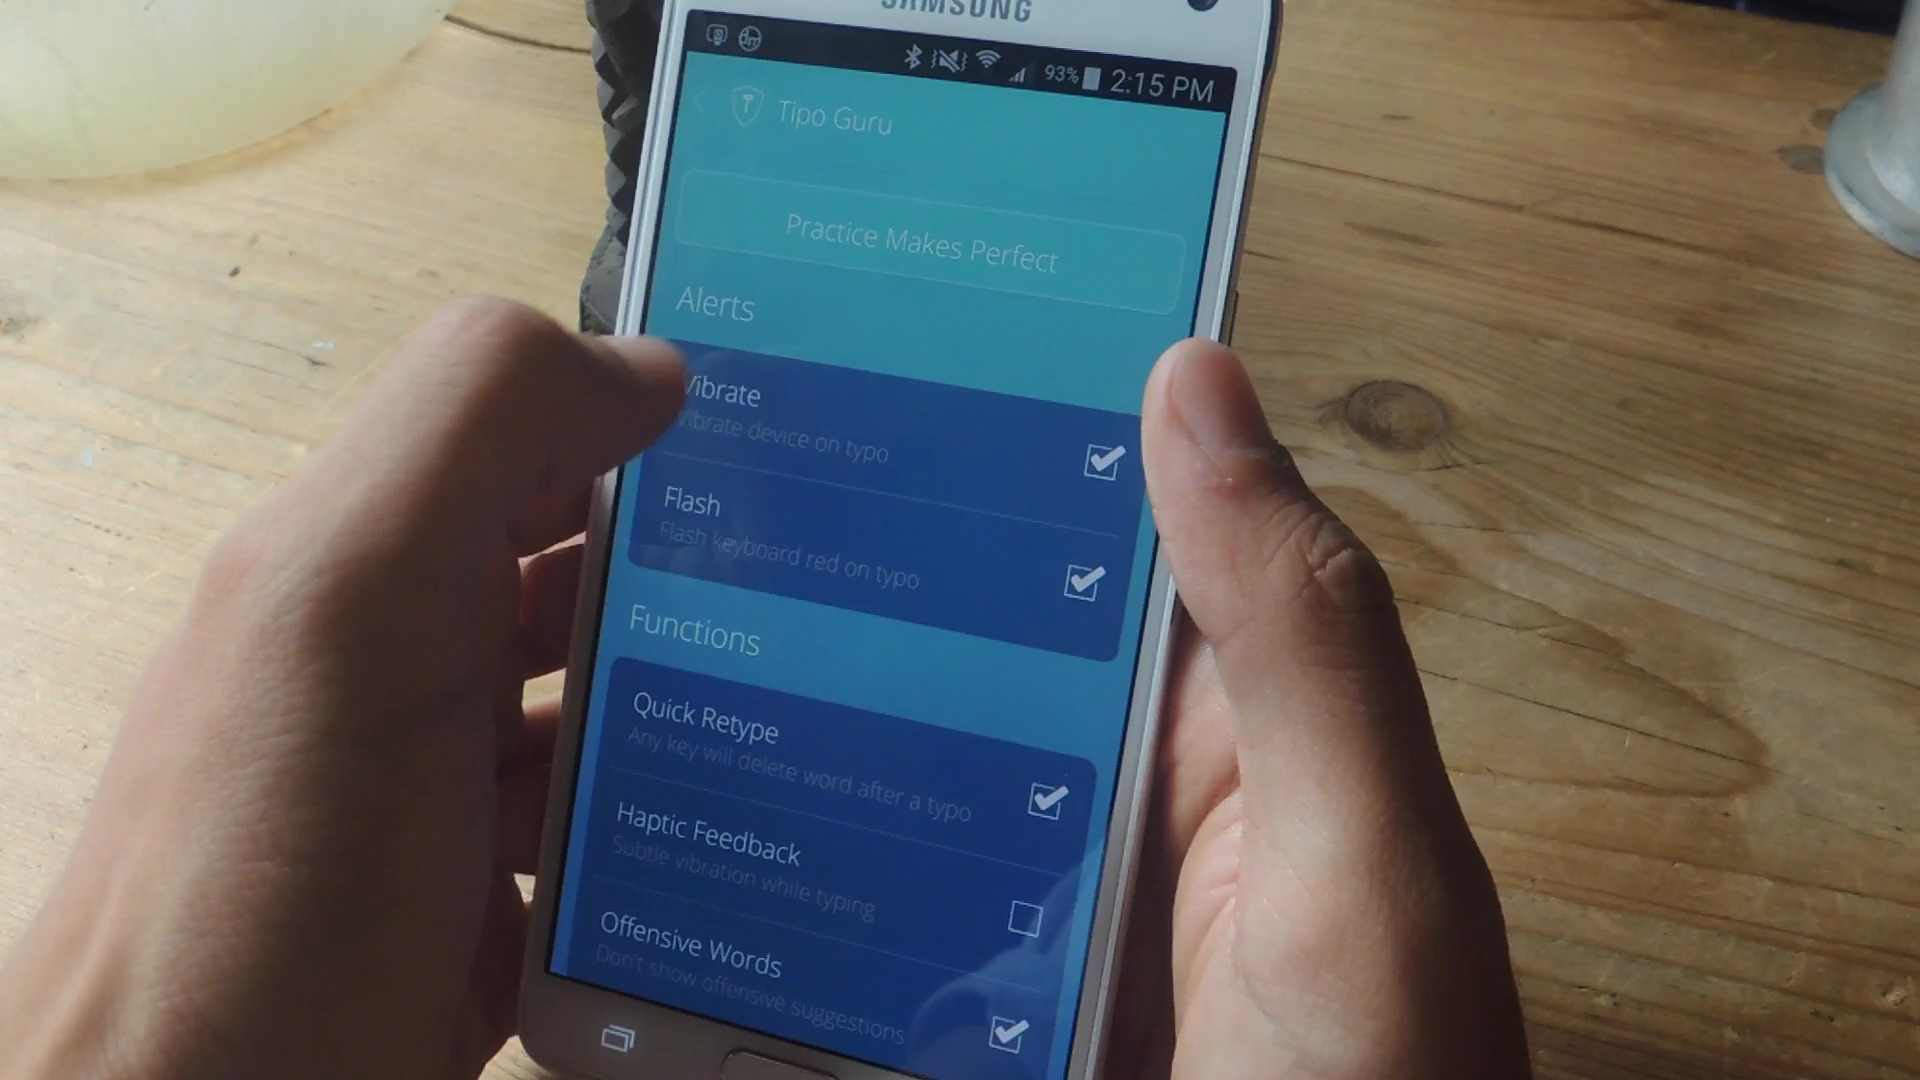 SAMSUNG
93% 2:15 PM
Tipo Guru
Practice Makes Perfect
Alerts
Vibrate
Vibrate device on typo
Flash
Flash keyboard red on typo
Functions
Quick Retype
Any key will delete word after a typo
Haptic Feedback
Subtle vibration while typing
Offensive Words
Don't show offensive suggestions